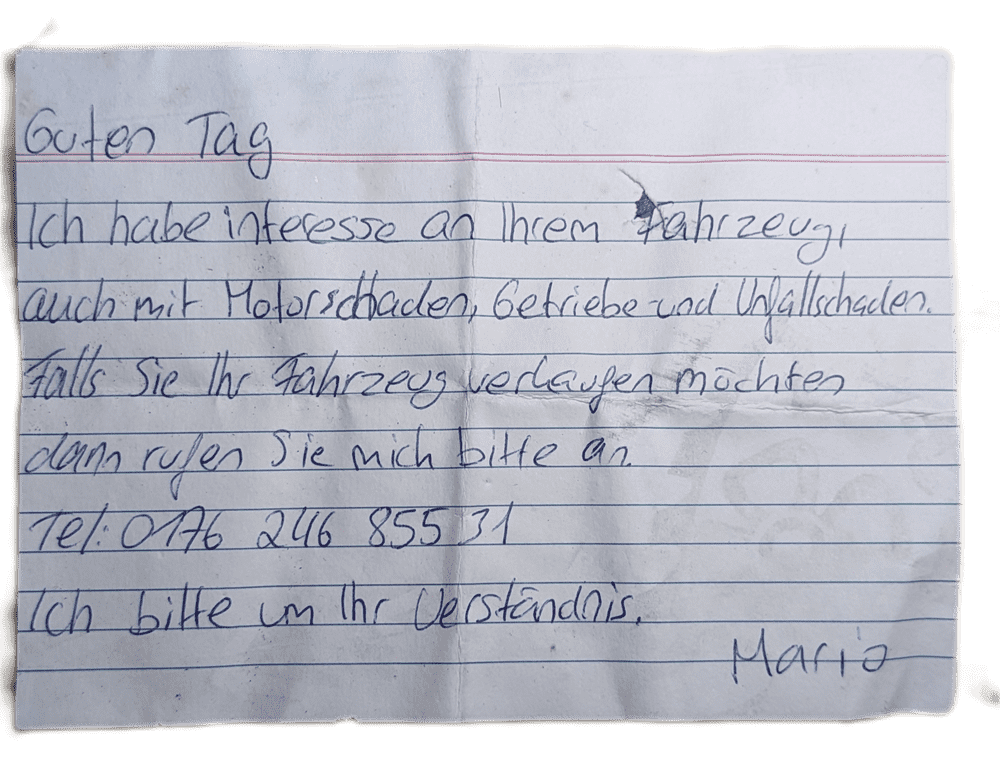 Guten Tag
Ich habe interesse an Ihrem Fahrzeug,
auch mit Motorschaden, Getriebe und Unfallschaden.
Falls Sie Ihr Fahrzeug verkaufen möchten
dann rufen Sie mich bitte an.
Tel: 0176 246 855 31
Ich bitte um Ihr Verständnis.
Mario